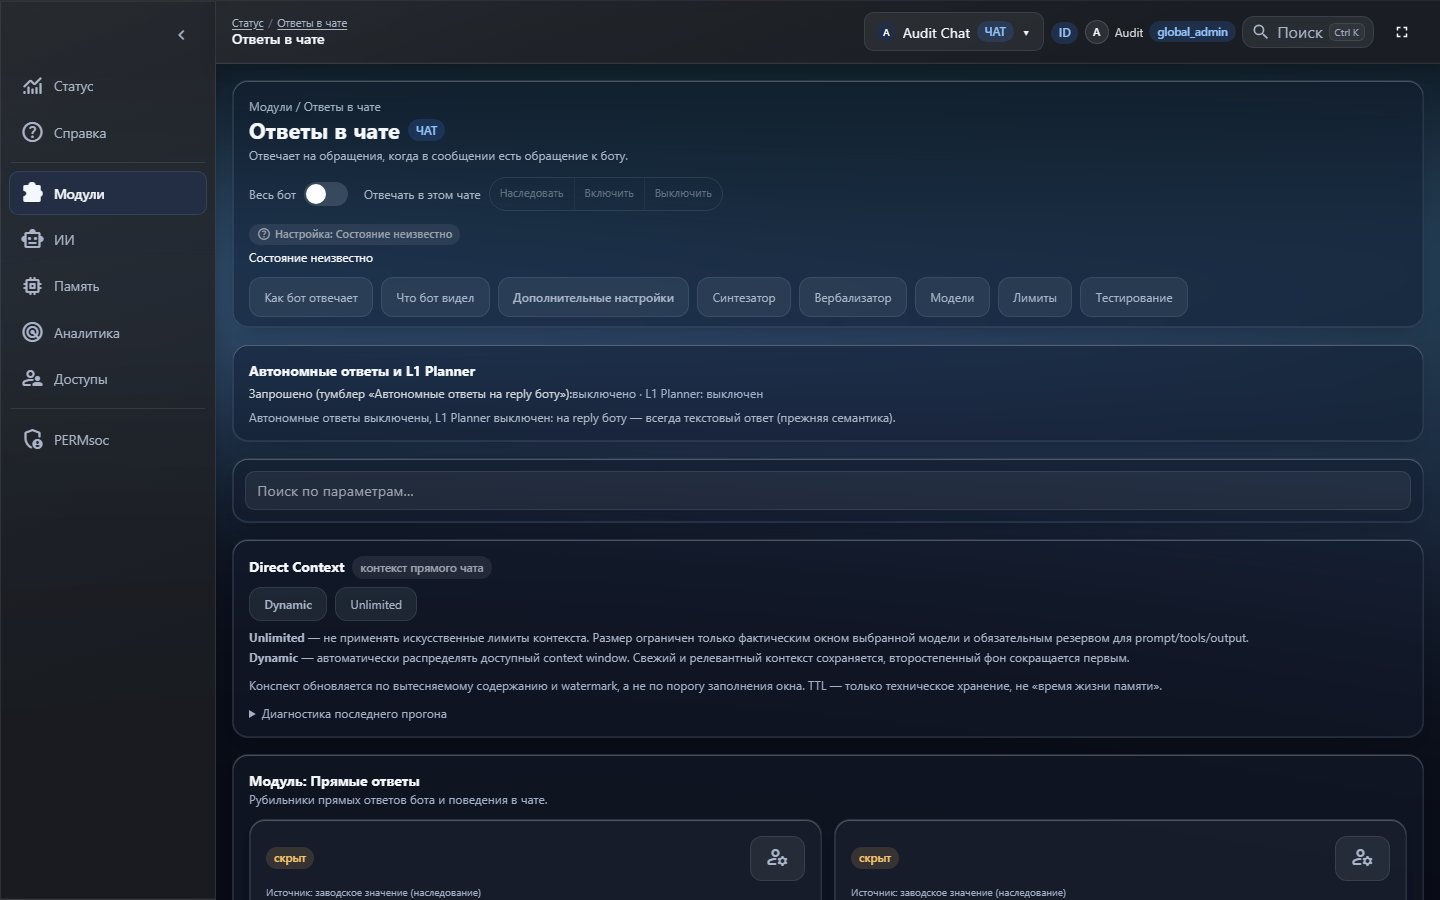 Статус / Ответы в чате
Ответы в чате
A Audit Chat ЧАТ ▾ ID A Audit global_admin Поиск Ctrl K
Статус
Справка
Модули
ИИ
Память
Аналитика
Доступы
PERMsoc
Модули / Ответы в чате
Ответы в чате ЧАТ
Отвечает на обращения, когда в сообщении есть обращение к боту.
Весь бот Отвечать в этом чате Наследовать Включить Выключить
Настройка: Состояние неизвестно
Состояние неизвестно
Как бот отвечает Что бот видел Дополнительные настройки Синтезатор Вербализатор Модели Лимиты Тестирование
Автономные ответы и L1 Planner
Запрошено (тумблер «Автономные ответы на reply боту»):выключено · L1 Planner: выключен
Автономные ответы выключены, L1 Planner выключен: на reply боту — всегда текстовый ответ (прежняя семантика).
Поиск по параметрам...
Direct Context контекст прямого чата
Dynamic Unlimited
Unlimited — не применять искусственные лимиты контекста. Размер ограничен только фактическим окном выбранной модели и обязательным резервом для prompt/tools/output.
Dynamic — автоматически распределять доступный context window. Свежий и релевантный контекст сохраняется, второстепенный фон сокращается первым.
Конспект обновляется по вытесняемому содержанию и watermark, а не по порогу заполнения окна. TTL — только техническое хранение, не «время жизни памяти».
▶ Диагностика последнего прогона
Модуль: Прямые ответы
Рубильники прямых ответов бота и поведения в чате.
скрыт скрыт
Источник: заводское значение (наследование) Источник: заводское значение (наследование)